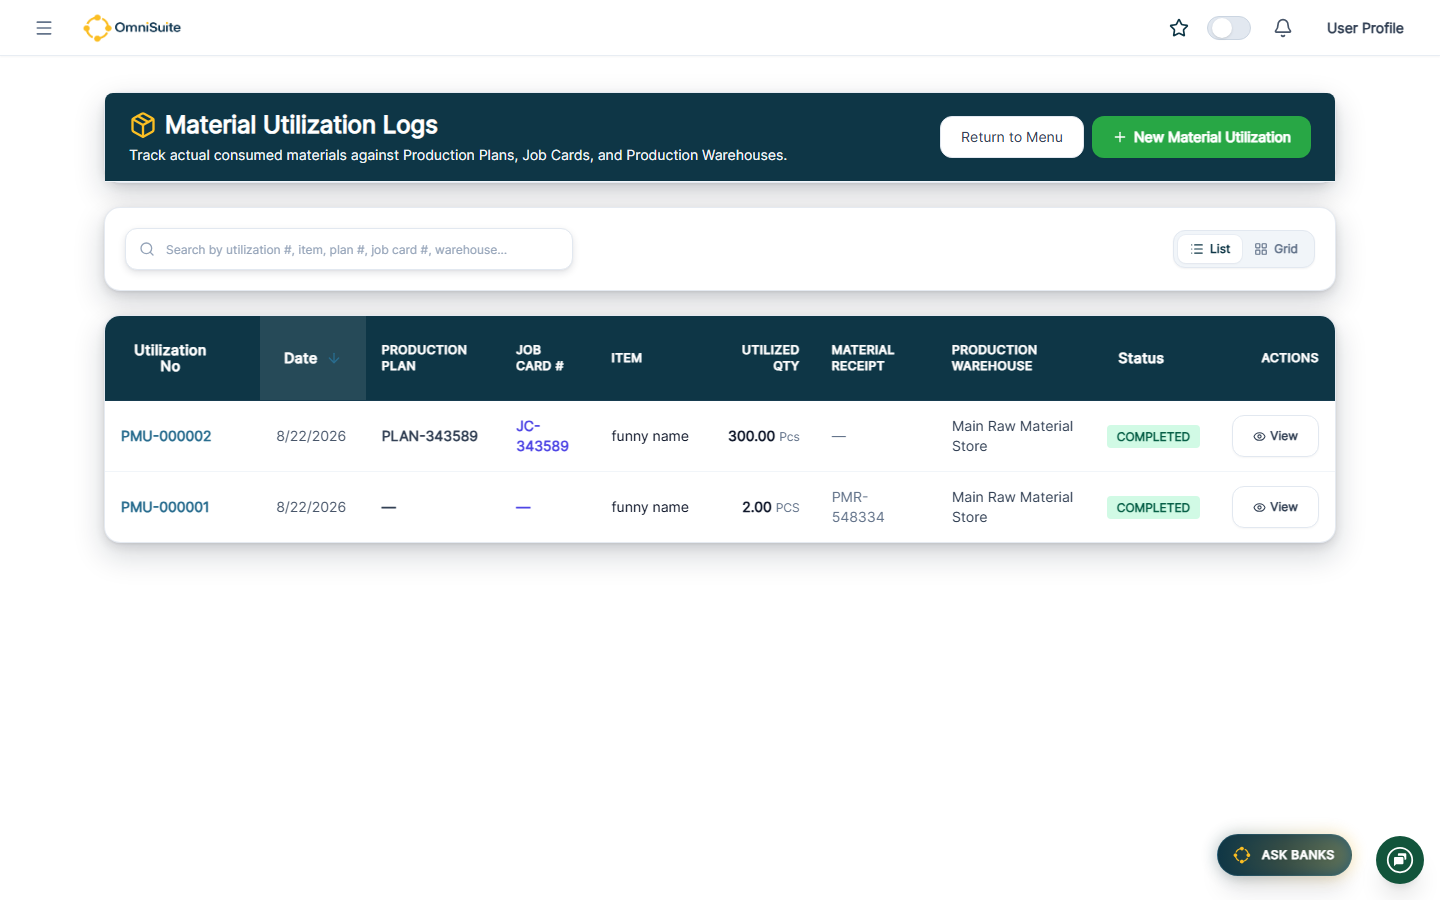 OmniSuite
User Profile
Material Utilization Logs
Track actual consumed materials against Production Plans, Job Cards, and Production Warehouses.
Return to Menu
New Material Utilization
Search by utilization #, item, plan #, job card #, warehouse...
List
Grid
Utilization No
Date
PRODUCTION PLAN
JOB CARD #
ITEM
UTILIZED QTY
MATERIAL RECEIPT
PRODUCTION WAREHOUSE
Status
ACTIONS
PMU-000002
8/22/2026
PLAN-343589
JC-343589
funny name
300.00 Pcs
—
Main Raw Material Store
COMPLETED
View
PMU-000001
8/22/2026
—
—
funny name
2.00 PCS
PMR-548334
Main Raw Material Store
COMPLETED
View
ASK BANKS